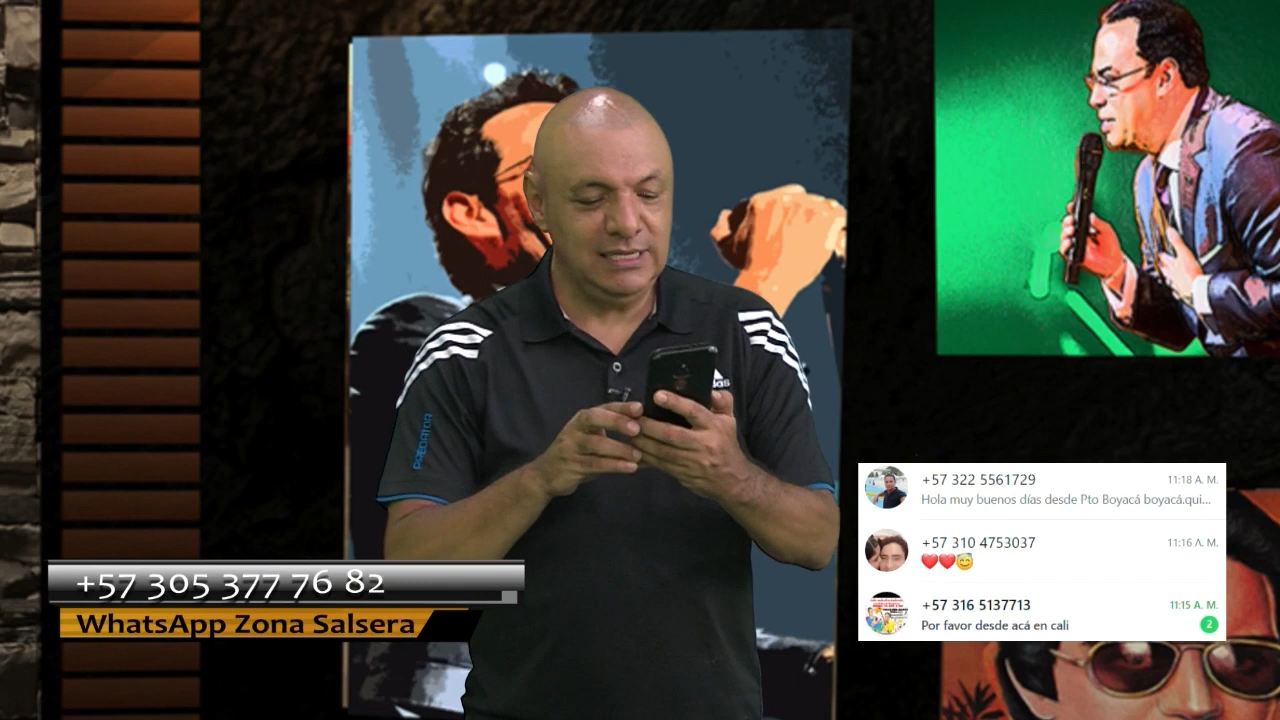 PREDATOR
+57 305 377 76 82
WhatsApp Zona Salsera
+57 322 5561729
11:18 A. M.
Hola muy buenos días desde Pto Boyacá boyacá.qui...
+57 310 4753037
11:16 A. M.
+57 316 5137713
11:15 A. M.
Por favor desde acá en cali
2